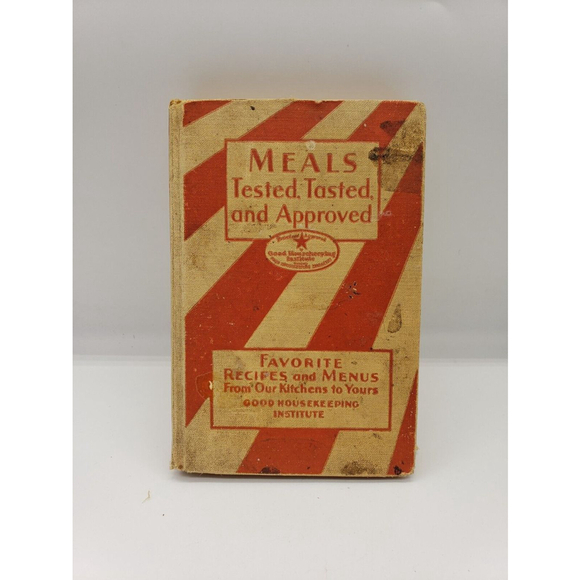 MEALS
Tested, Tasted,
and Approved
Good Housekeeping
Institute
FAVORITE
RECIPES and MENUS
From Our Kitchens to Yours
GOOD HOUSEKEEPING
INSTITUTE